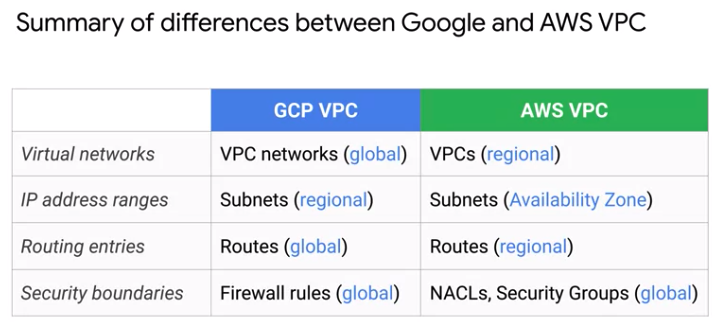 Summary of differences between Google and AWS VPC
GCP VPC AWS VPC
Virtual networks VPC networks (global) VPCs (regional)
IP address ranges Subnets (regional) Subnets (Availability Zone)
Routing entries Routes (global) Routes (regional)
Security boundaries Firewall rules (global) NACLs, Security Groups (global)